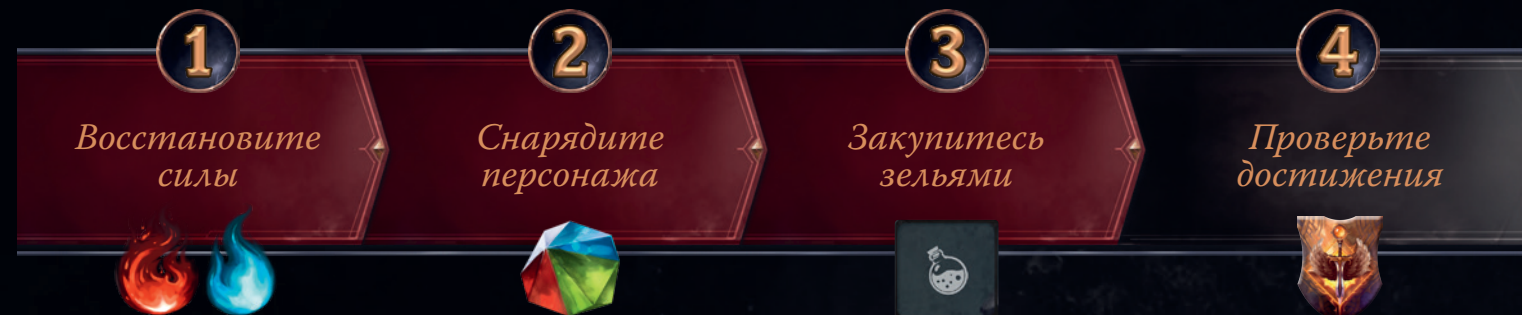 1
Восстановите
силы
2
Снарядите
персонажа
3
Закупитесь
зельями
4
Проверьте
достижения